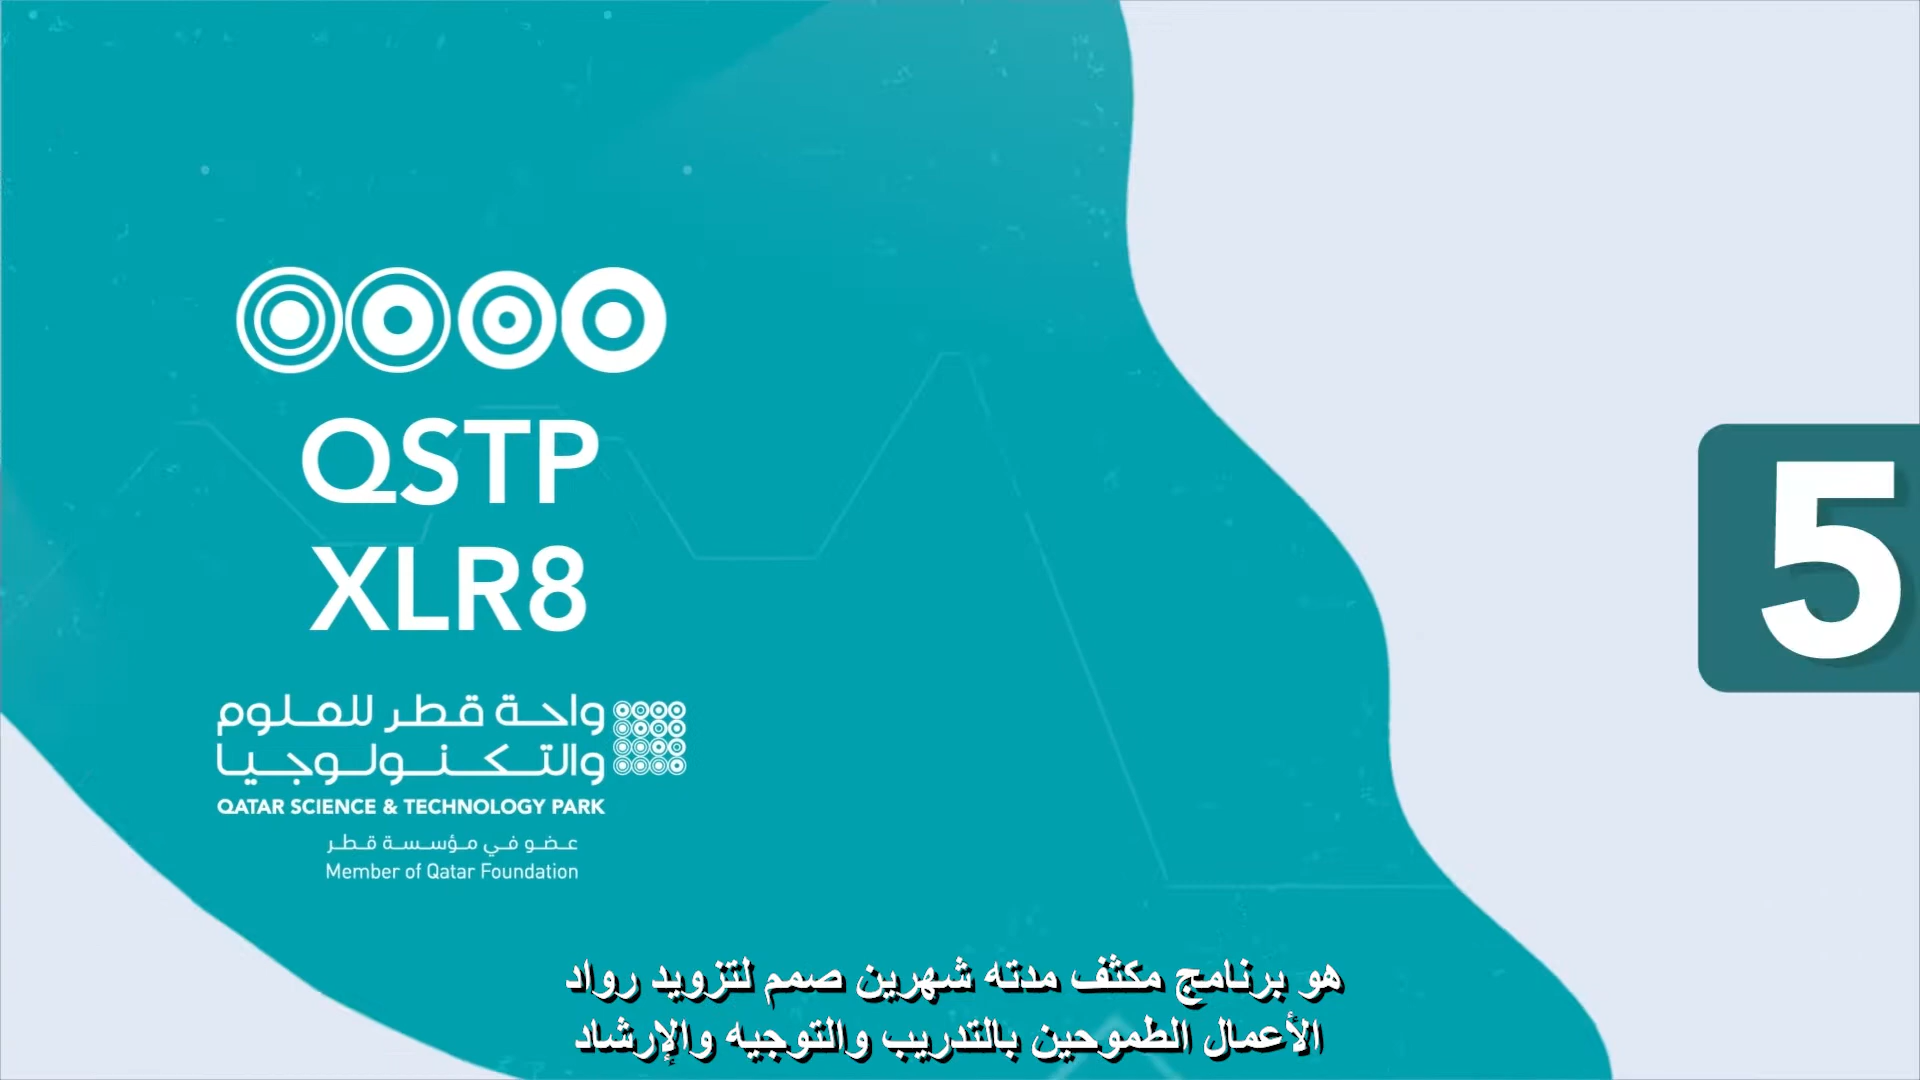 QSTP
XLR8
واحة قطر للعلوم
والتكنولوجيا
QATAR SCIENCE & TECHNOLOGY PARK
عضو في مؤسسة قطر
Member of Qatar Foundation
5
هو برنامج مكثف مدته شهرين صمم لتزويد رواد
الأعمال الطموحين بالتدريب والتوجيه والإرشاد